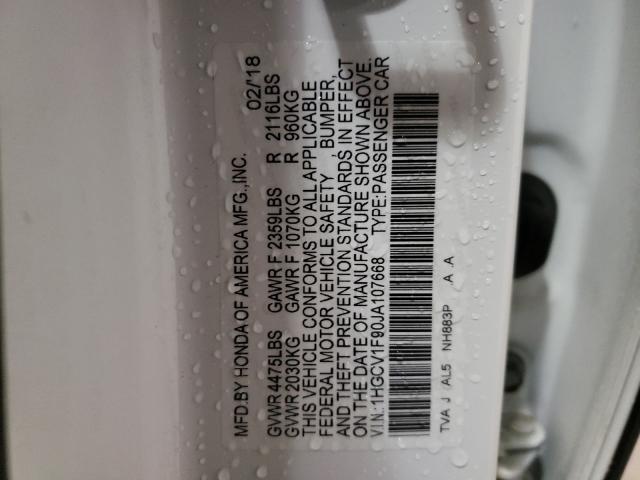 MFD.BY HONDA OF AMERICA MFG.,INC. 02/18
GVWR 4473LBS GAWR F 2359LBS R 2116LBS
GVWR 2030KG GAWR F 1070KG R 960KG
THIS VEHICLE CONFORMS TO ALL APPLICABLE
FEDERAL MOTOR VEHICLE SAFETY BUMPER,
AND THEFT PREVENTION STANDARDS IN EFFECT
ON THE DATE OF MANUFACTURE SHOWN ABOVE.
V.I.N.:1HGCV1F90JA107668 TYPE:PASSENGER CAR
TVA J AL5 NH883P A A